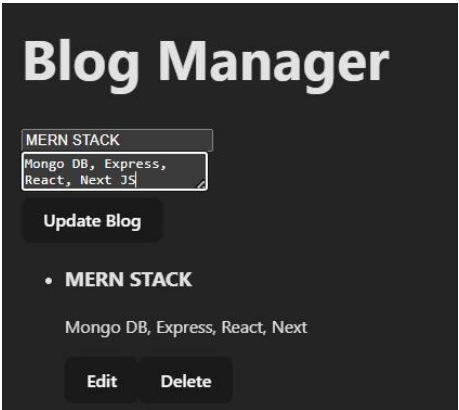 Blog Manager
MERN STACK
Mongo DB, Express,
React, Next JS
Update Blog
MERN STACK
Mongo DB, Express, React, Next
Edit Delete